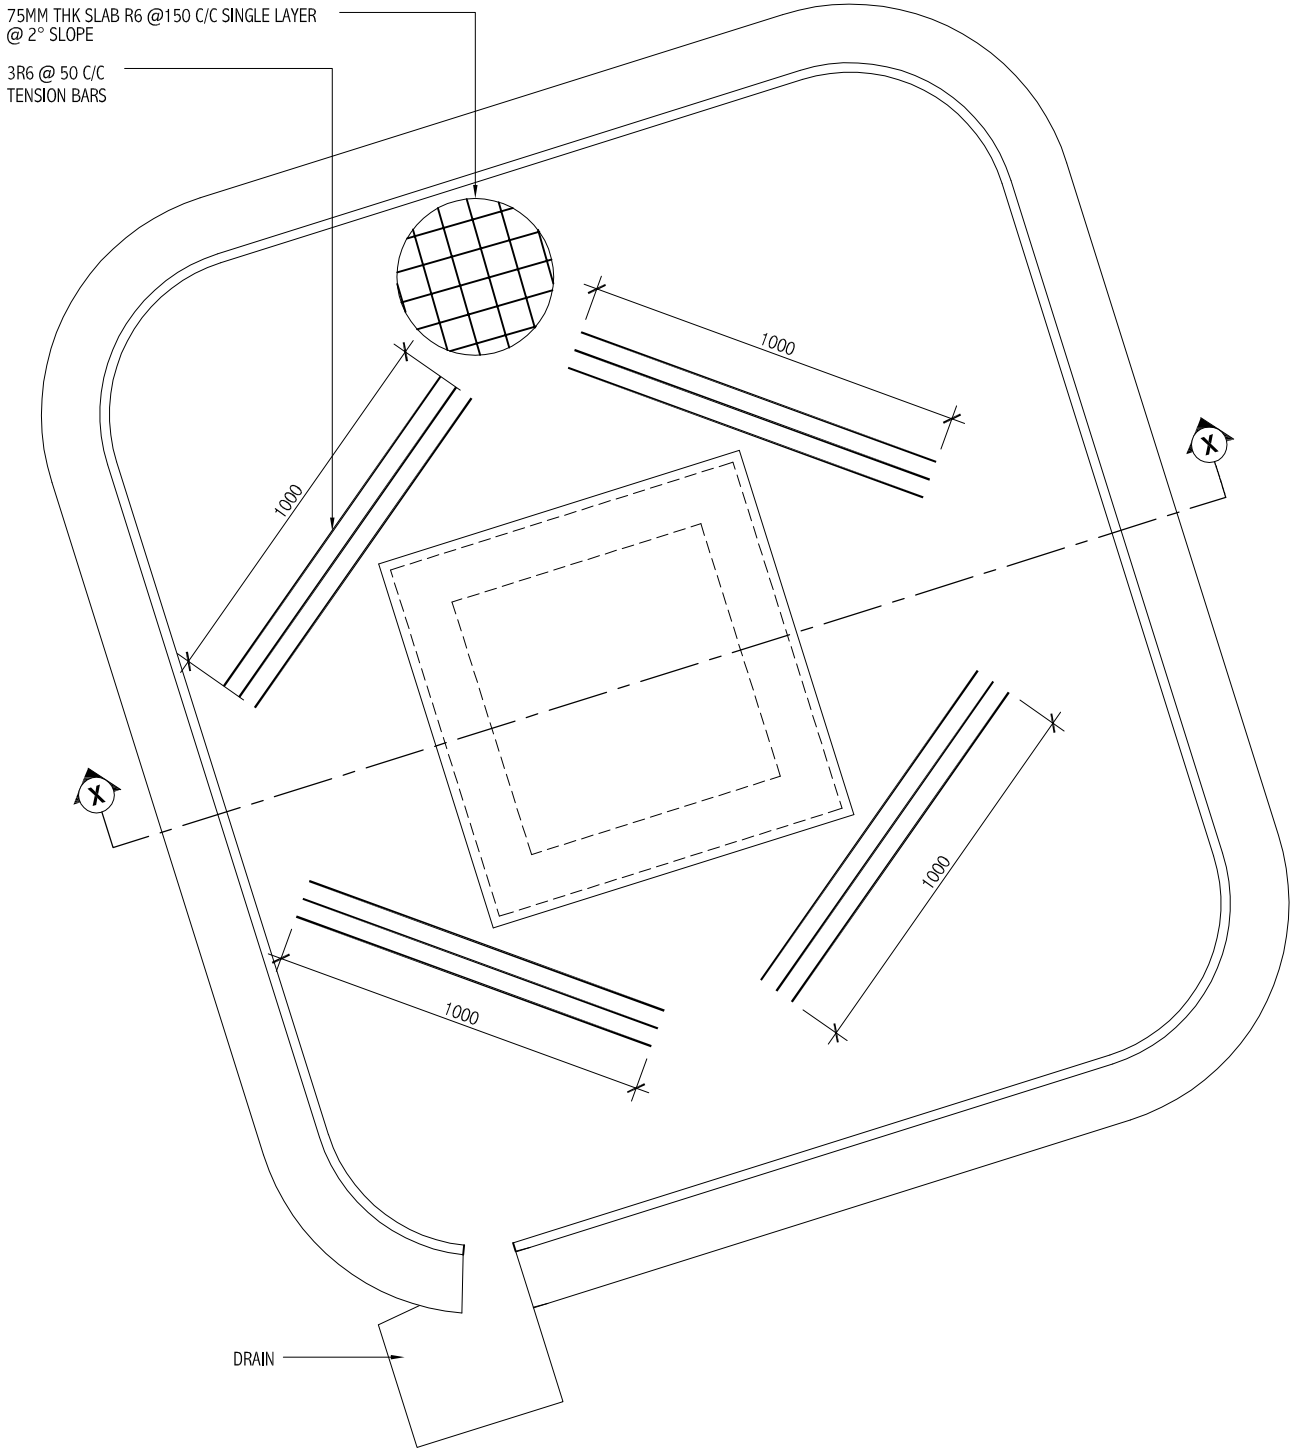 75MM THK SLAB R6 @150 C/C SINGLE LAYER
@ 2° SLOPE
3R6 @ 50 C/C
TENSION BARS
1000
1000
X
X
1000
1000
DRAIN